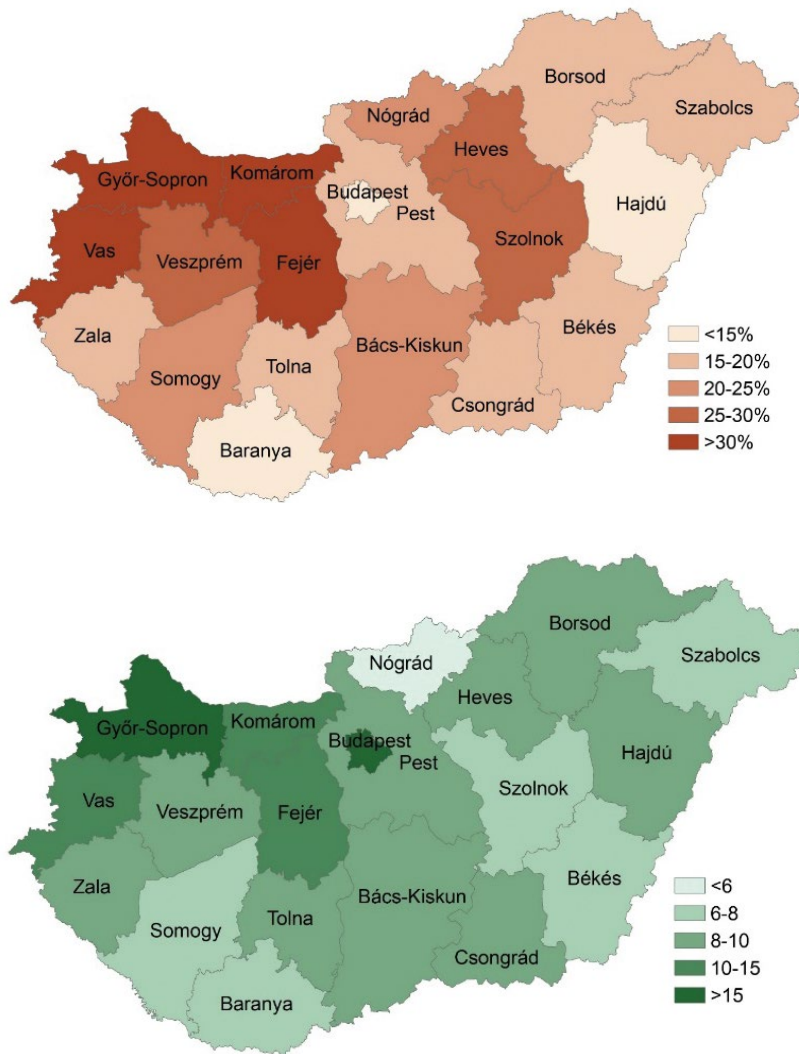 Borsod
Szabolcs
Nógrád
Heves
Győr-Sopron
Komárom
Budapest
Pest
Hajdú
Vas
Veszprém
Fejér
Szolnok
Zala
Somogy
Tolna
Bács-Kiskun
Békés
Csongrád
Baranya
<15%
15-20%
20-25%
25-30%
>30%
Borsod
Szabolcs
Nógrád
Heves
Győr-Sopron
Komárom
Budapest
Pest
Hajdú
Vas
Veszprém
Fejér
Szolnok
Zala
Somogy
Tolna
Bács-Kiskun
Békés
Csongrád
Baranya
<6
6-8
8-10
10-15
>15